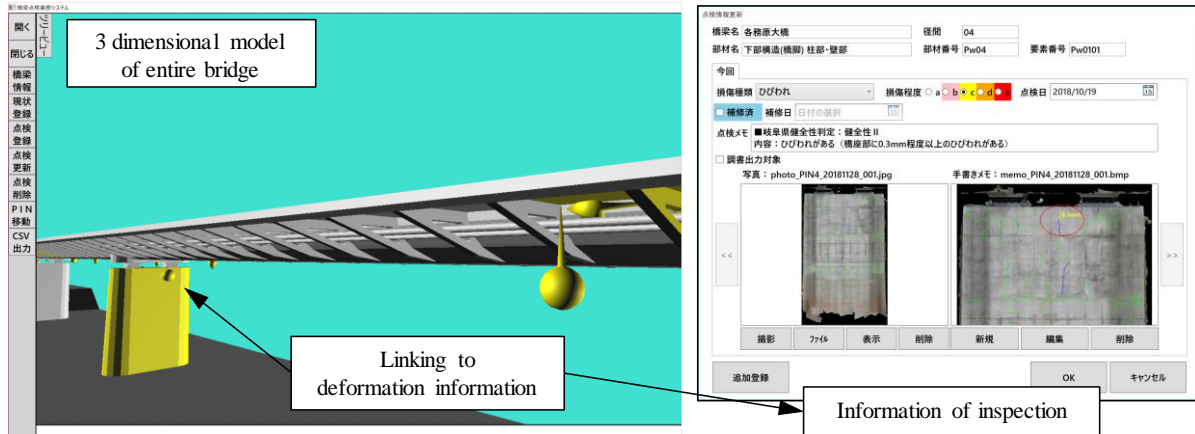 橋梁点検業務システム
開く
閉じる
橋梁
情報
現状
登録
点検
登録
点検
更新
点検
削除
PIN
移動
CSV
出力
ツリービュー
3 dimensional model
of entire bridge
Linking to
deformation information
点検情報更新
橋梁名 各務原大橋 径間 04
部材名 下部構造(橋脚) 柱部・壁部 部材番号 Pw04 要素番号 Pw0101
今回
損傷種類 ひびわれ 損傷程度 a b c d e 点検日 2018/10/19 15
補修済 補修日 日付の選択 15
点検メモ ■岐阜県健全性判定：健全性Ⅱ
内容：ひびわれがある（橋座部に0.3mm程度以上のひびわれがある）
調書出力対象
写真： photo_PIN4_20181128_001.jpg 手書きメモ： memo_PIN4_20181128_001.bmp
0.3mm
<< >>
撮影 ファイル 表示 削除 新規 編集 削除
追加登録 OK キャンセル
Information of inspection